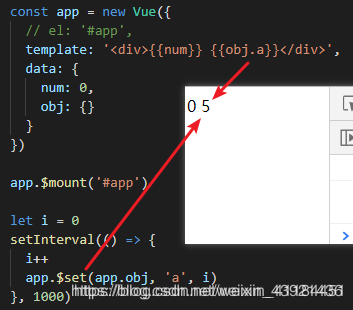 const app = new Vue({
// el: '#app',
template: '<div>{{num}} {{obj.a}}</div>',
data: {
num: 0,
obj: {}
}
})
0 5
app.$mount('#app')
let i = 0
setInterval(() => {
i++
app.$set(app.obj, 'a', i)
}, 1000)
https://blog.csdn.net/weixin_